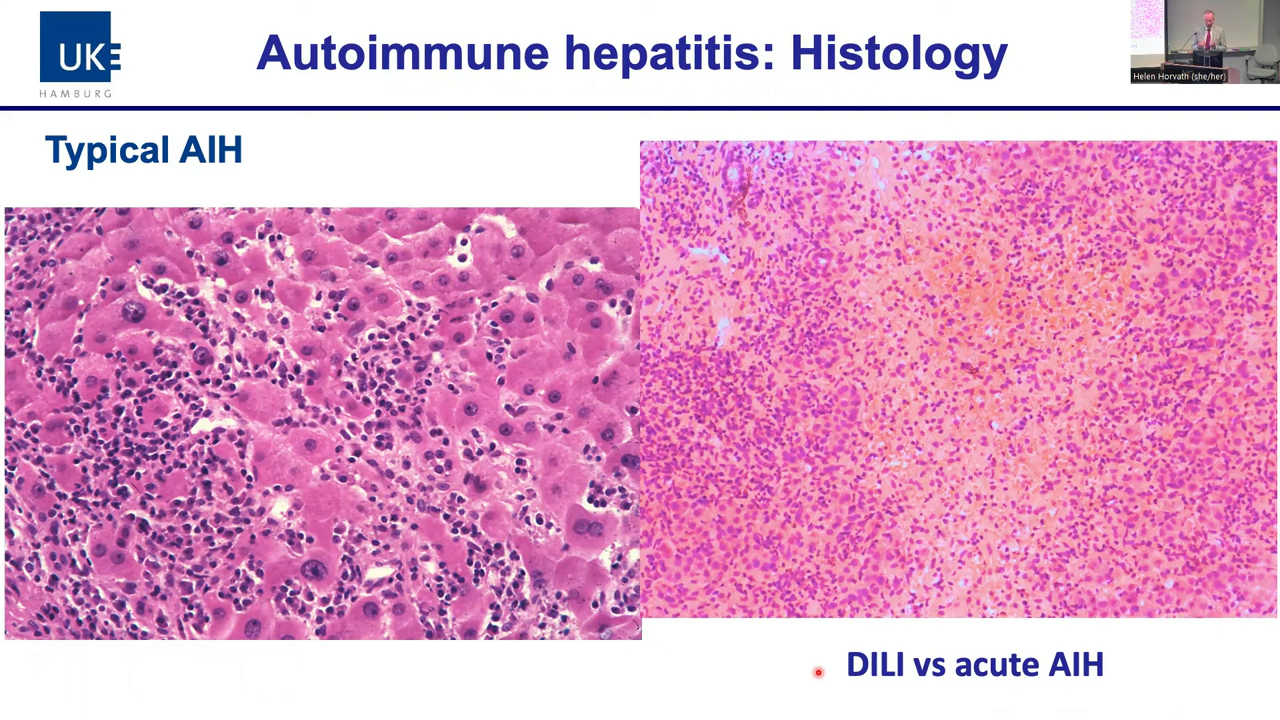 UKE
HAMBURG
Autoimmune hepatitis: Histology
Helen Horvath (she/her)
Typical AIH
DILI vs acute AIH